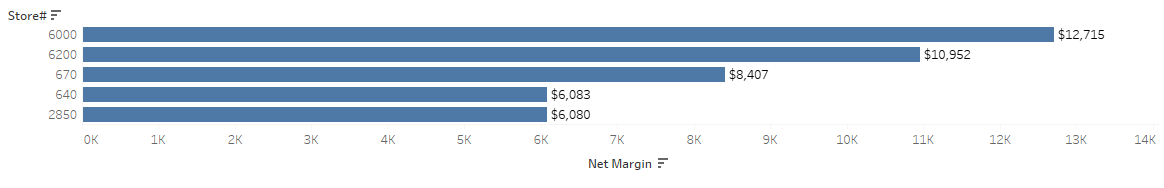 Store#
6000 $12,715
6200 $10,952
670 $8,407
640 $6,083
2850 $6,080
0K 1K 2K 3K 4K 5K 6K 7K 8K 9K 10K 11K 12K 13K 14K
Net Margin